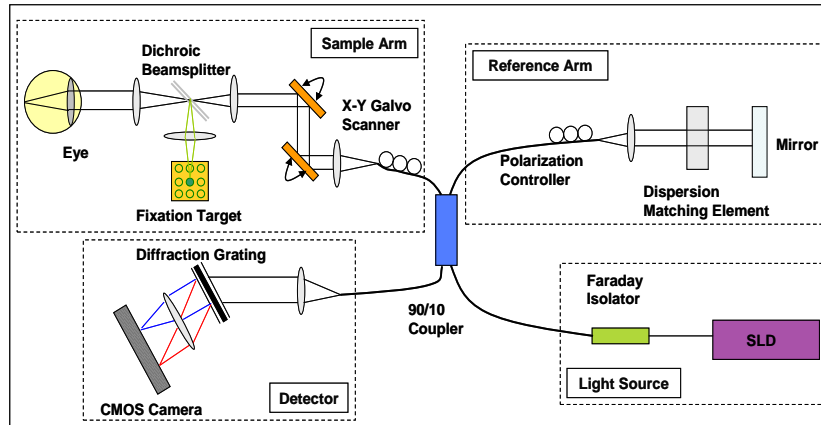 Sample Arm
Dichroic
Beamsplitter
X-Y Galvo
Scanner
Eye
Fixation Target
Reference Arm
Polarization
Controller
Mirror
Dispersion
Matching Element
Diffraction Grating
90/10
Coupler
CMOS Camera
Detector
Faraday
Isolator
SLD
Light Source